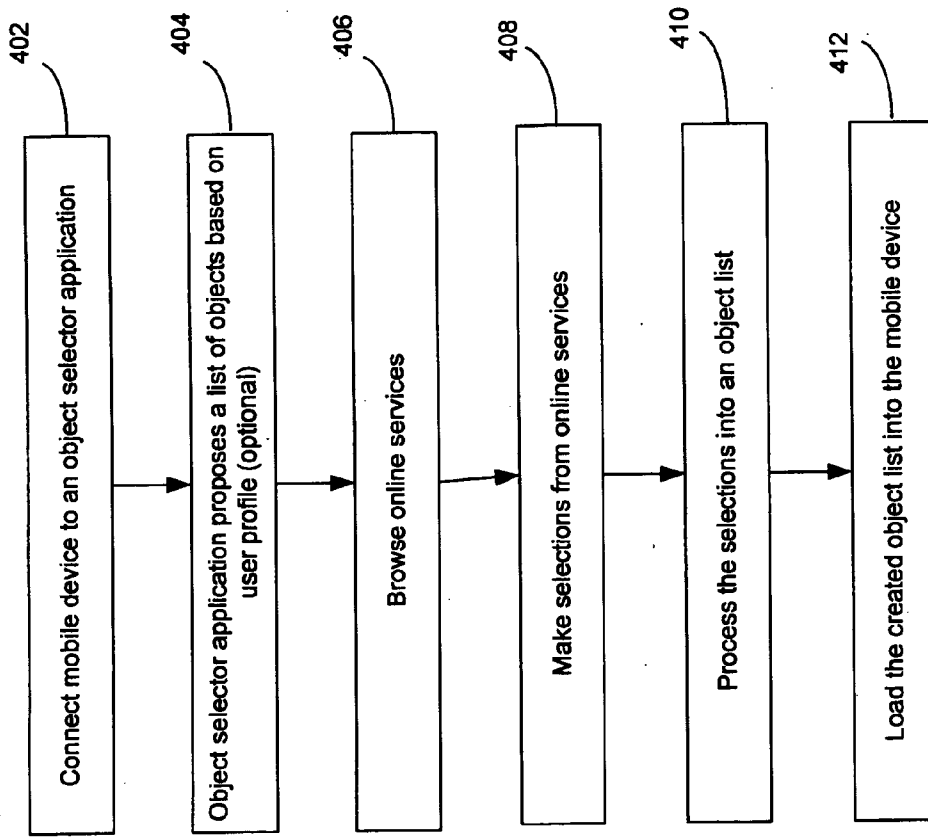 402
Connect mobile device to an object selector application
404
Object selector application proposes a list of objects based on
user profile (optional)
406
Browse online services
408
Make selections from online services
410
Process the selections into an object list
412
Load the created object list into the mobile device